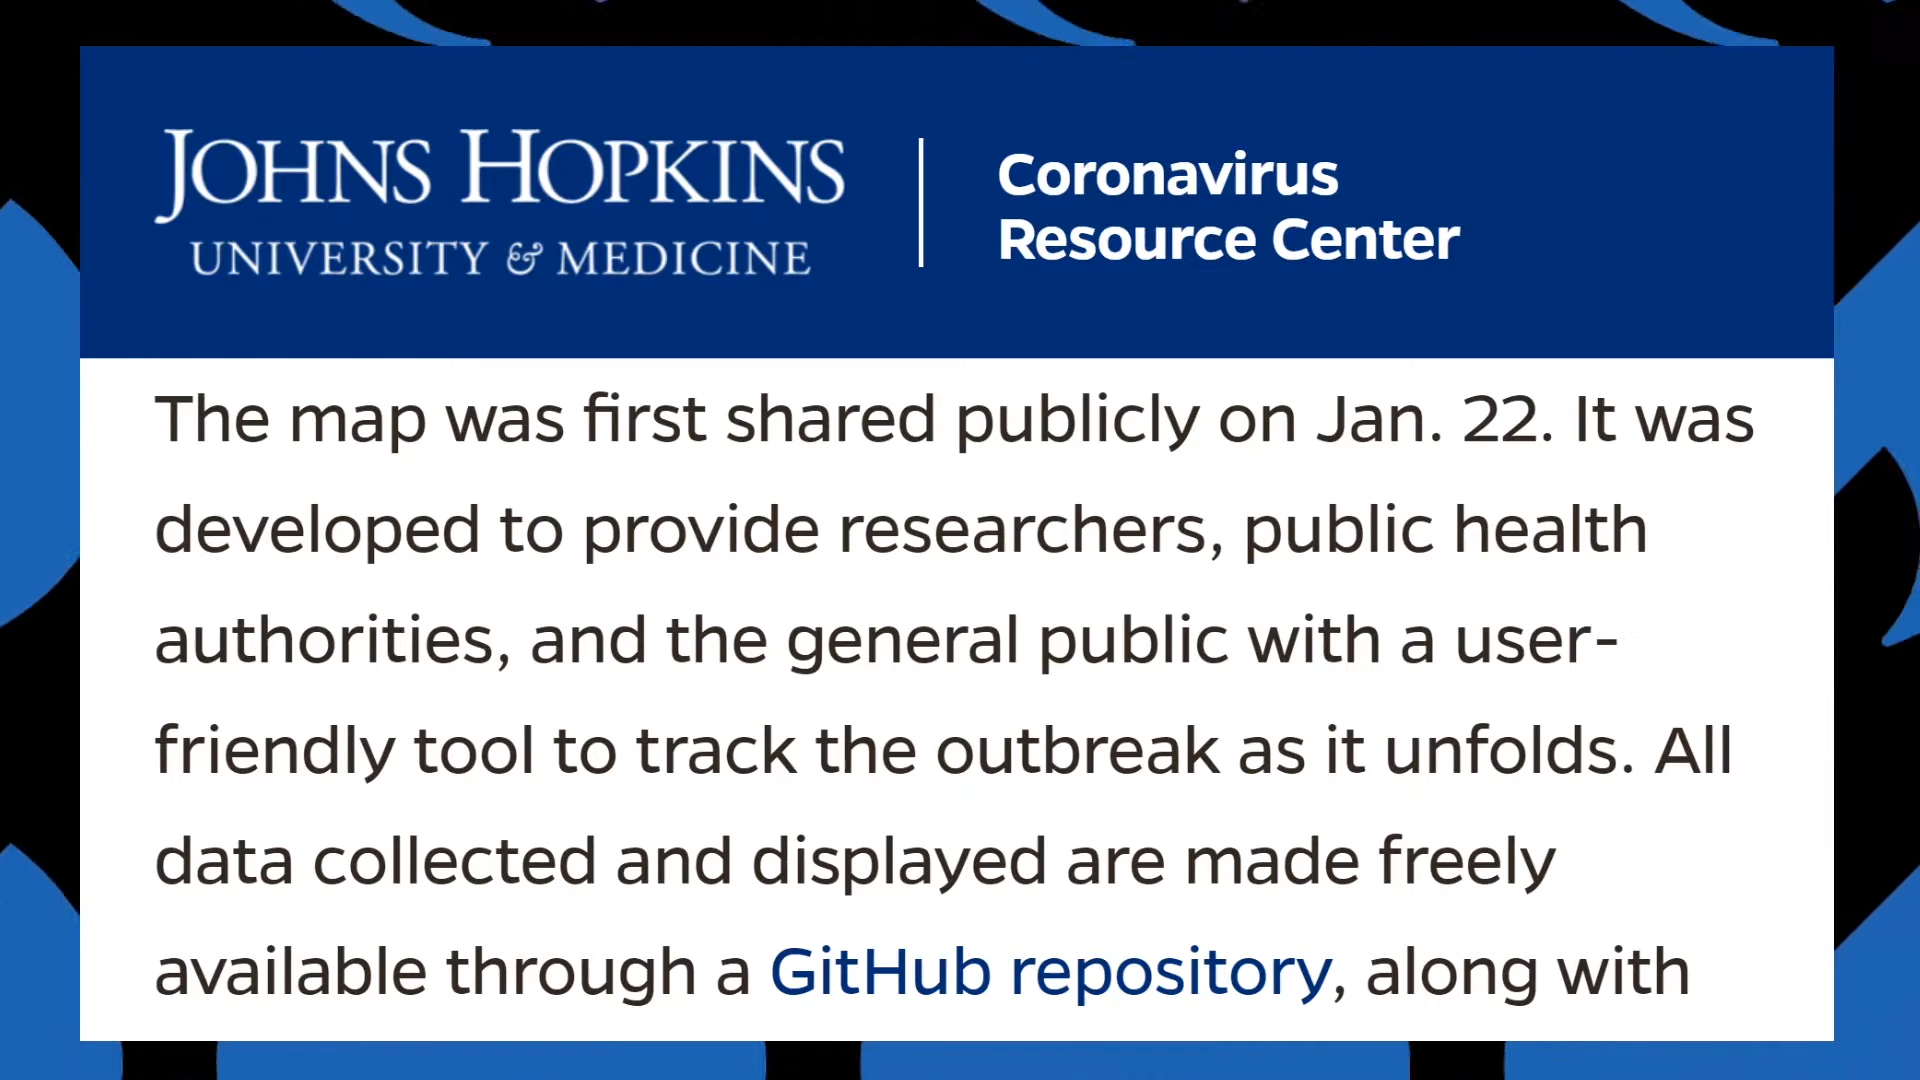 JOHNS HOPKINS
UNIVERSITY & MEDICINE
Coronavirus
Resource Center
The map was first shared publicly on Jan. 22. It was
developed to provide researchers, public health
authorities, and the general public with a user-
friendly tool to track the outbreak as it unfolds. All
data collected and displayed are made freely
available through a GitHub repository, along with